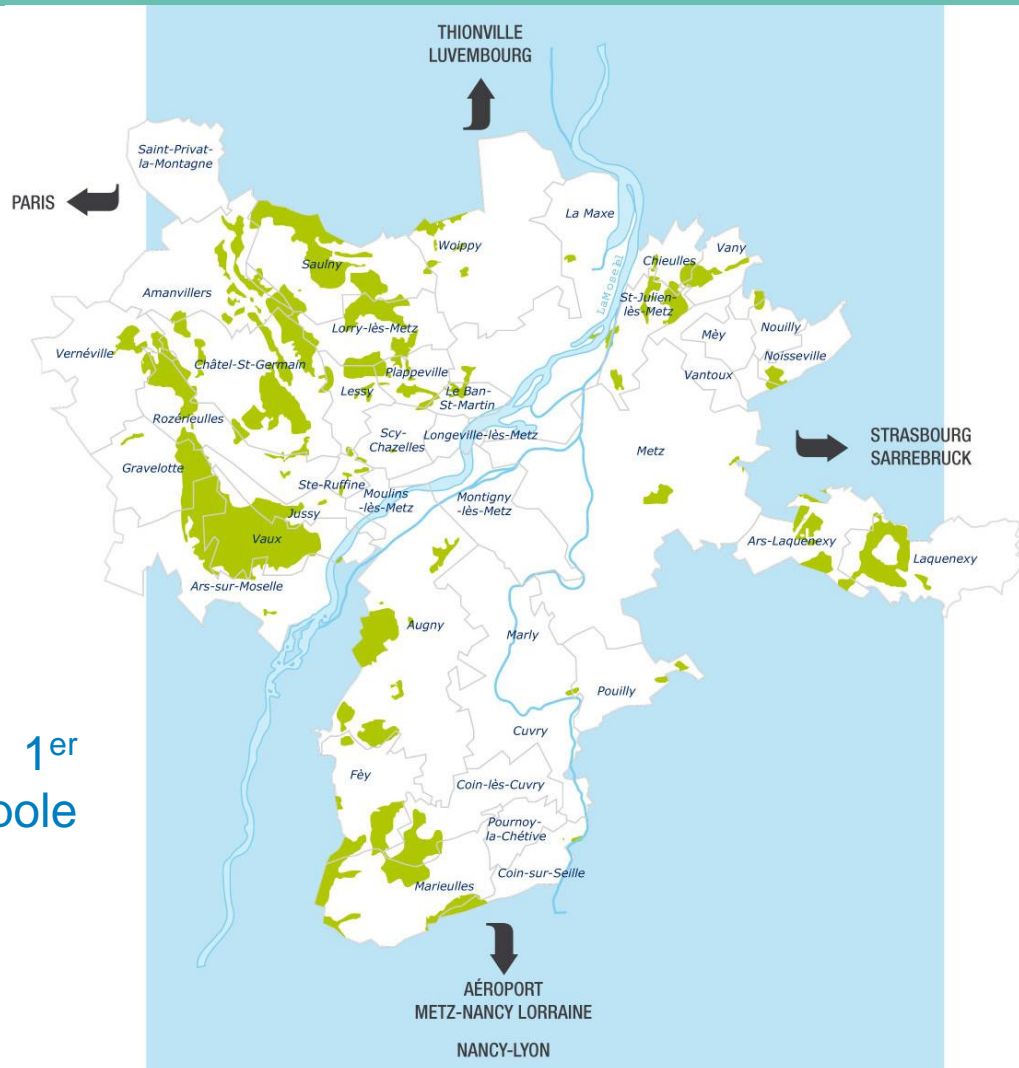 THIONVILLE
LUVEMBOURG
Saint-Privat-
la-Montagne
PARIS
La Maxe
Woippy
Vany
Chieulles
Saulny
LaMosel
St-Julien-
lès-Metz
Amanvillers
Lorry-lès-Metz
Nouilly
Mèy
Vernéville
Noisseville
Châtel-St-Germain
Plappeville
Vantoux
Lessy
Le Ban-
St-Martin
Rozérieulles
Scy-
Chazelles
Longeville-lès-Metz
STRASBOURG
SARREBRUCK
Metz
Gravelotte
Ste-Ruffine
Moulins
-lès-Metz
Montigny
-lès-Metz
Jussy
Vaux
Ars-Laquenexy
Laquenexy
Ars-sur-Moselle
Augny
Marly
Pouilly
Cuvry
1er
pole
Fèy
Coin-lès-Cuvry
Pournoy-
la-Chétive
Coin-sur-Seille
Marieulles
AÉROPORT
METZ-NANCY LORRAINE
NANCY-LYON